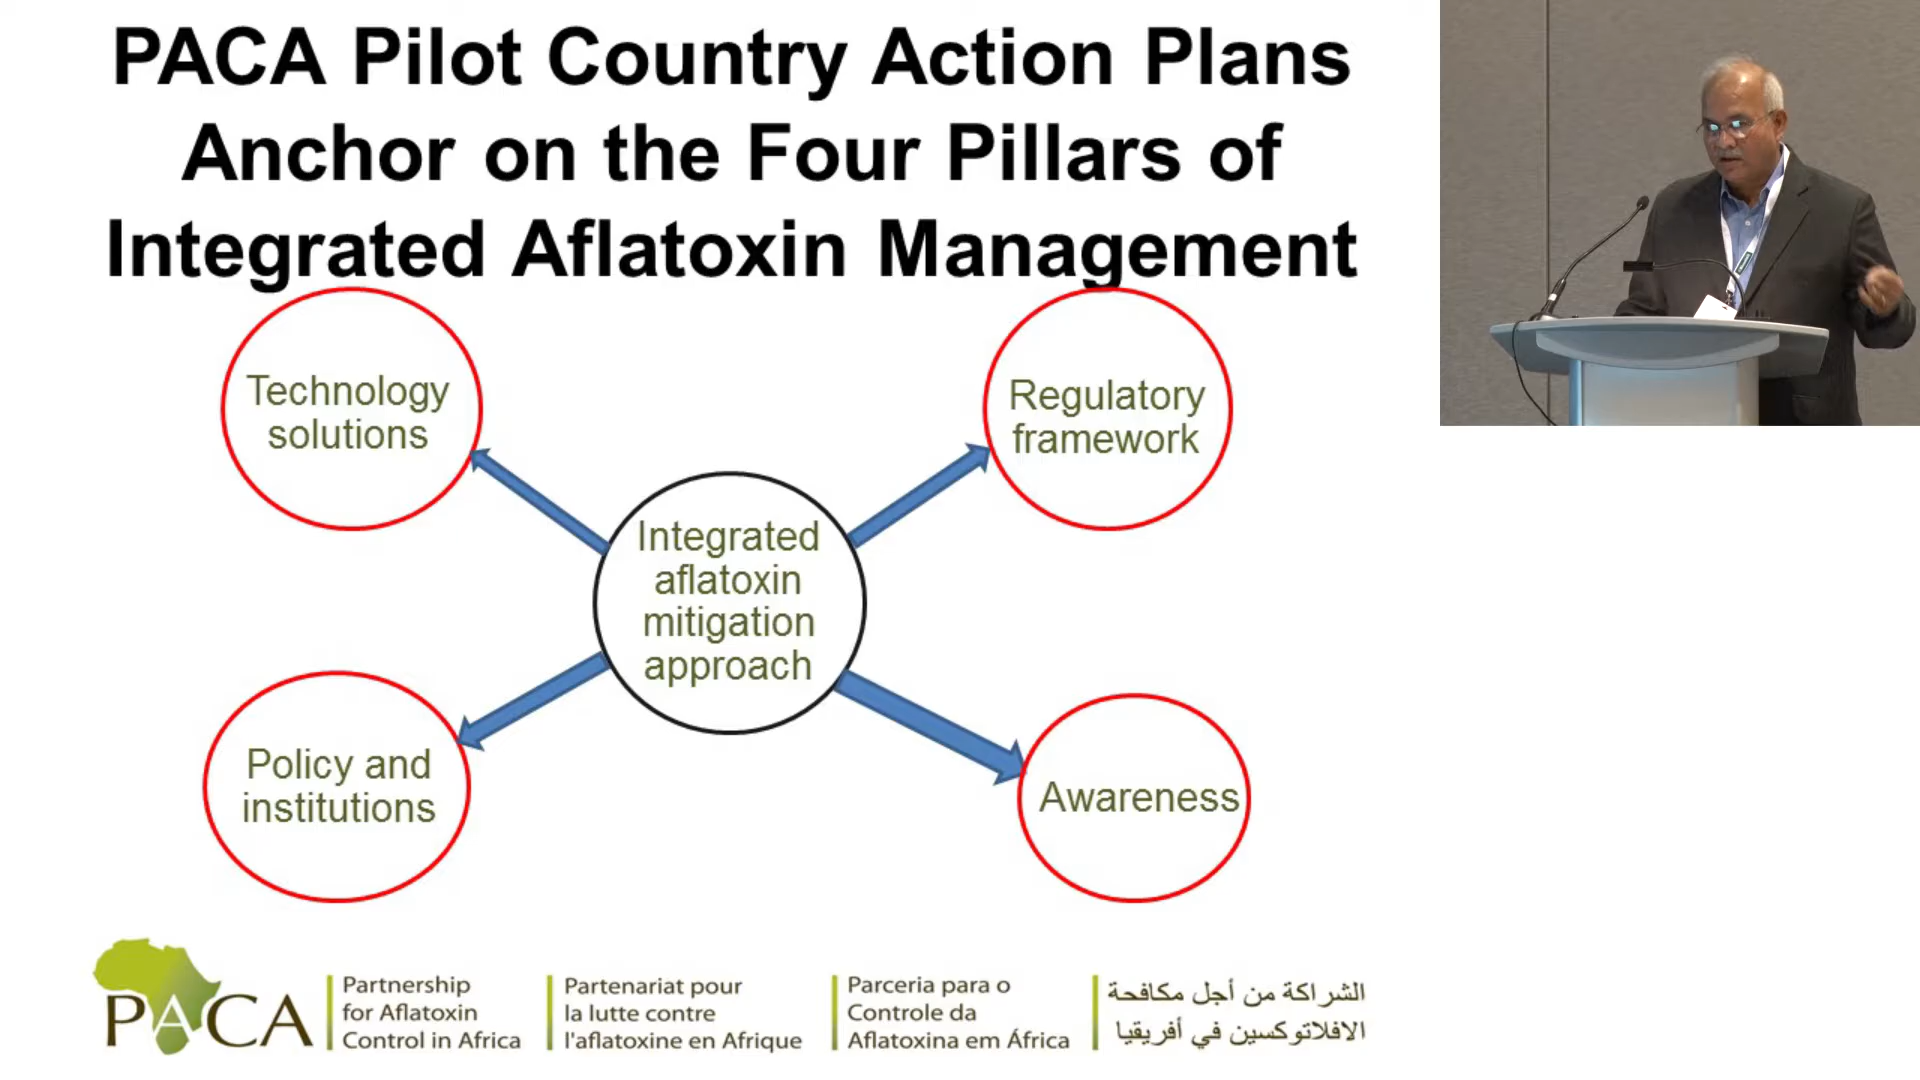 PACA Pilot Country Action Plans
Anchor on the Four Pillars of
Integrated Aflatoxin Management
Technology
solutions
Regulatory
framework
Integrated
aflatoxin
mitigation
approach
Policy and
institutions
Awareness
PACA
Partnership
for Aflatoxin
Control in Africa
Partenariat pour
la lutte contre
l'aflatoxine en Afrique
Parceria para o
Controle da
Aflatoxina em África
الشراكة من أجل مكافحة
الافلاتوكسين في أفريقيا